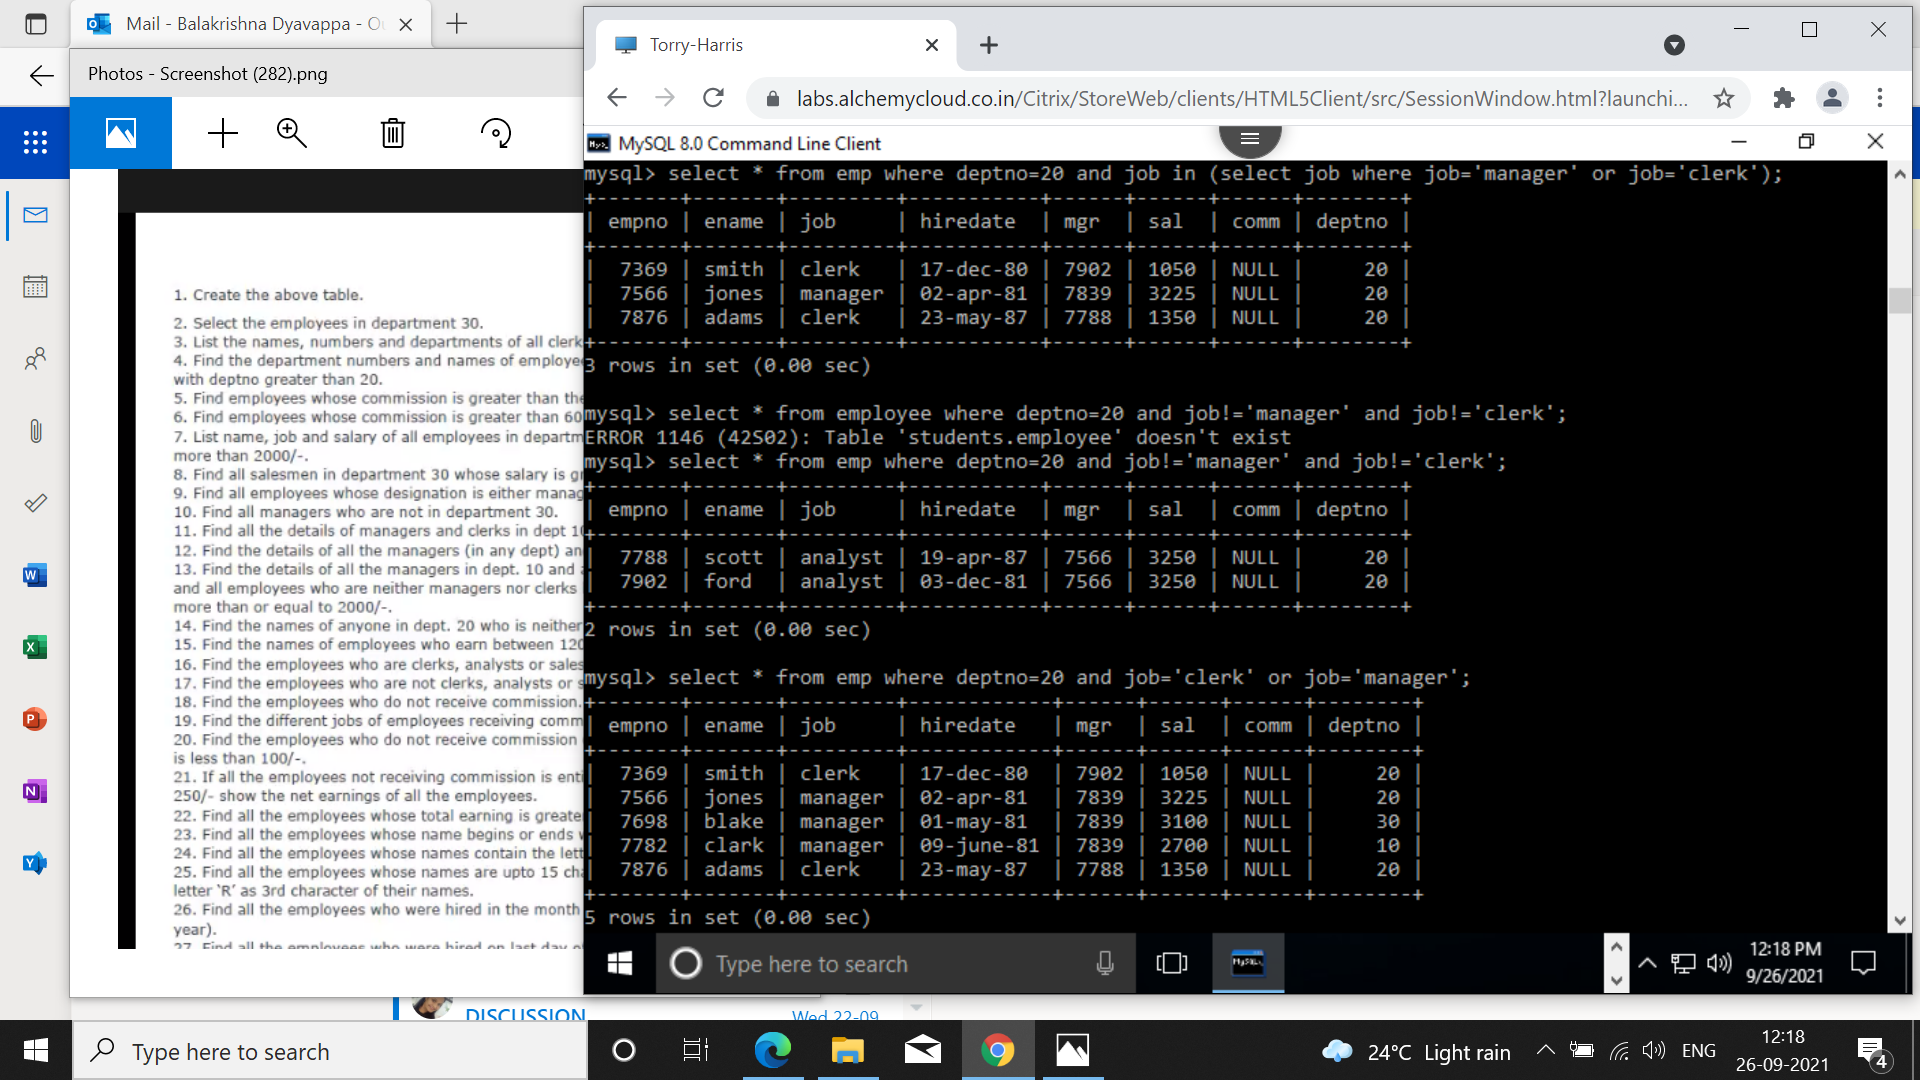 Mail - Balakrishna Dyavappa - Ou
Photos - Screenshot (282).png
1. Create the above table.
2. Select the employees in department 30.
3. List the names, numbers and departments of all clerk
4. Find the department numbers and names of employee
with deptno greater than 20.
5. Find employees whose commission is greater than the
6. Find employees whose commission is greater than 60
7. List name, job and salary of all employees in departm
more than 2000/-.
8. Find all salesmen in department 30 whose salary is g
9. Find all employees whose designation is either manag
10. Find all managers who are not in department 30.
11. Find all the details of managers and clerks in dept 10
12. Find the details of all the managers (in any dept) an
13. Find the details of all the managers in dept. 10 and a
and all employees who are neither managers nor clerks
more than or equal to 2000/-.
14. Find the names of anyone in dept. 20 who is neither
15. Find the names of employees who earn between 120
16. Find the employees who are clerks, analysts or sales
17. Find the employees who are not clerks, analysts or s
18. Find the employees who do not receive commission.
19. Find the different jobs of employees receiving comm
20. Find the employees who do not receive commission
is less than 100/-.
21. If all the employees not receiving commission is enti
250/- show the net earnings of all the employees.
22. Find all the employees whose total earning is greate
23. Find all the employees whose name begins or ends w
24. Find all the employees whose names contain the lett
25. Find all the employees whose names are upto 15 cha
letter ‘R’ as 3rd character of their names.
26. Find all the employees who were hired in the month
year).
27. Find all the employees who were hired on last day of
DISCUSSION
Wed 22-09
Torry-Harris
labs.alchemycloud.co.in/Citrix/StoreWeb/clients/HTML5Client/src/SessionWindow.html?launchi...
MySQL 8.0 Command Line Client
mysql> select * from emp where deptno=20 and job in (select job where job='manager' or job='clerk');
+-------+-------+---------+-----------+------+------+------+--------+
| empno | ename | job     | hiredate  | mgr  | sal  | comm | deptno |
+-------+-------+---------+-----------+------+------+------+--------+
|  7369 | smith | clerk   | 17-dec-80 | 7902 | 1050 | NULL |     20 |
|  7566 | jones | manager | 02-apr-81 | 7839 | 3225 | NULL |     20 |
|  7876 | adams | clerk   | 23-may-87 | 7788 | 1350 | NULL |     20 |
+-------+-------+---------+-----------+------+------+------+--------+
3 rows in set (0.00 sec)
mysql> select * from employee where deptno=20 and job!='manager' and job!='clerk';
ERROR 1146 (42S02): Table 'students.employee' doesn't exist
mysql> select * from emp where deptno=20 and job!='manager' and job!='clerk';
+-------+-------+---------+-----------+------+------+------+--------+
| empno | ename | job     | hiredate  | mgr  | sal  | comm | deptno |
+-------+-------+---------+-----------+------+------+------+--------+
|  7788 | scott | analyst | 19-apr-87 | 7566 | 3250 | NULL |     20 |
|  7902 | ford  | analyst | 03-dec-81 | 7566 | 3250 | NULL |     20 |
+-------+-------+---------+-----------+------+------+------+--------+
2 rows in set (0.00 sec)
mysql> select * from emp where deptno=20 and job='clerk' or job='manager';
+-------+-------+---------+------------+------+------+------+--------+
| empno | ename | job     | hiredate   | mgr  | sal  | comm | deptno |
+-------+-------+---------+------------+------+------+------+--------+
|  7369 | smith | clerk   | 17-dec-80  | 7902 | 1050 | NULL |     20 |
|  7566 | jones | manager | 02-apr-81  | 7839 | 3225 | NULL |     20 |
|  7698 | blake | manager | 01-may-81  | 7839 | 3100 | NULL |     30 |
|  7782 | clark | manager | 09-june-81 | 7839 | 2700 | NULL |     10 |
|  7876 | adams | clerk   | 23-may-87  | 7788 | 1350 | NULL |     20 |
+-------+-------+---------+------------+------+------+------+--------+
5 rows in set (0.00 sec)
Type here to search
12:18 PM
9/26/2021
Type here to search
24°C Light rain
ENG
12:18
26-09-2021
4